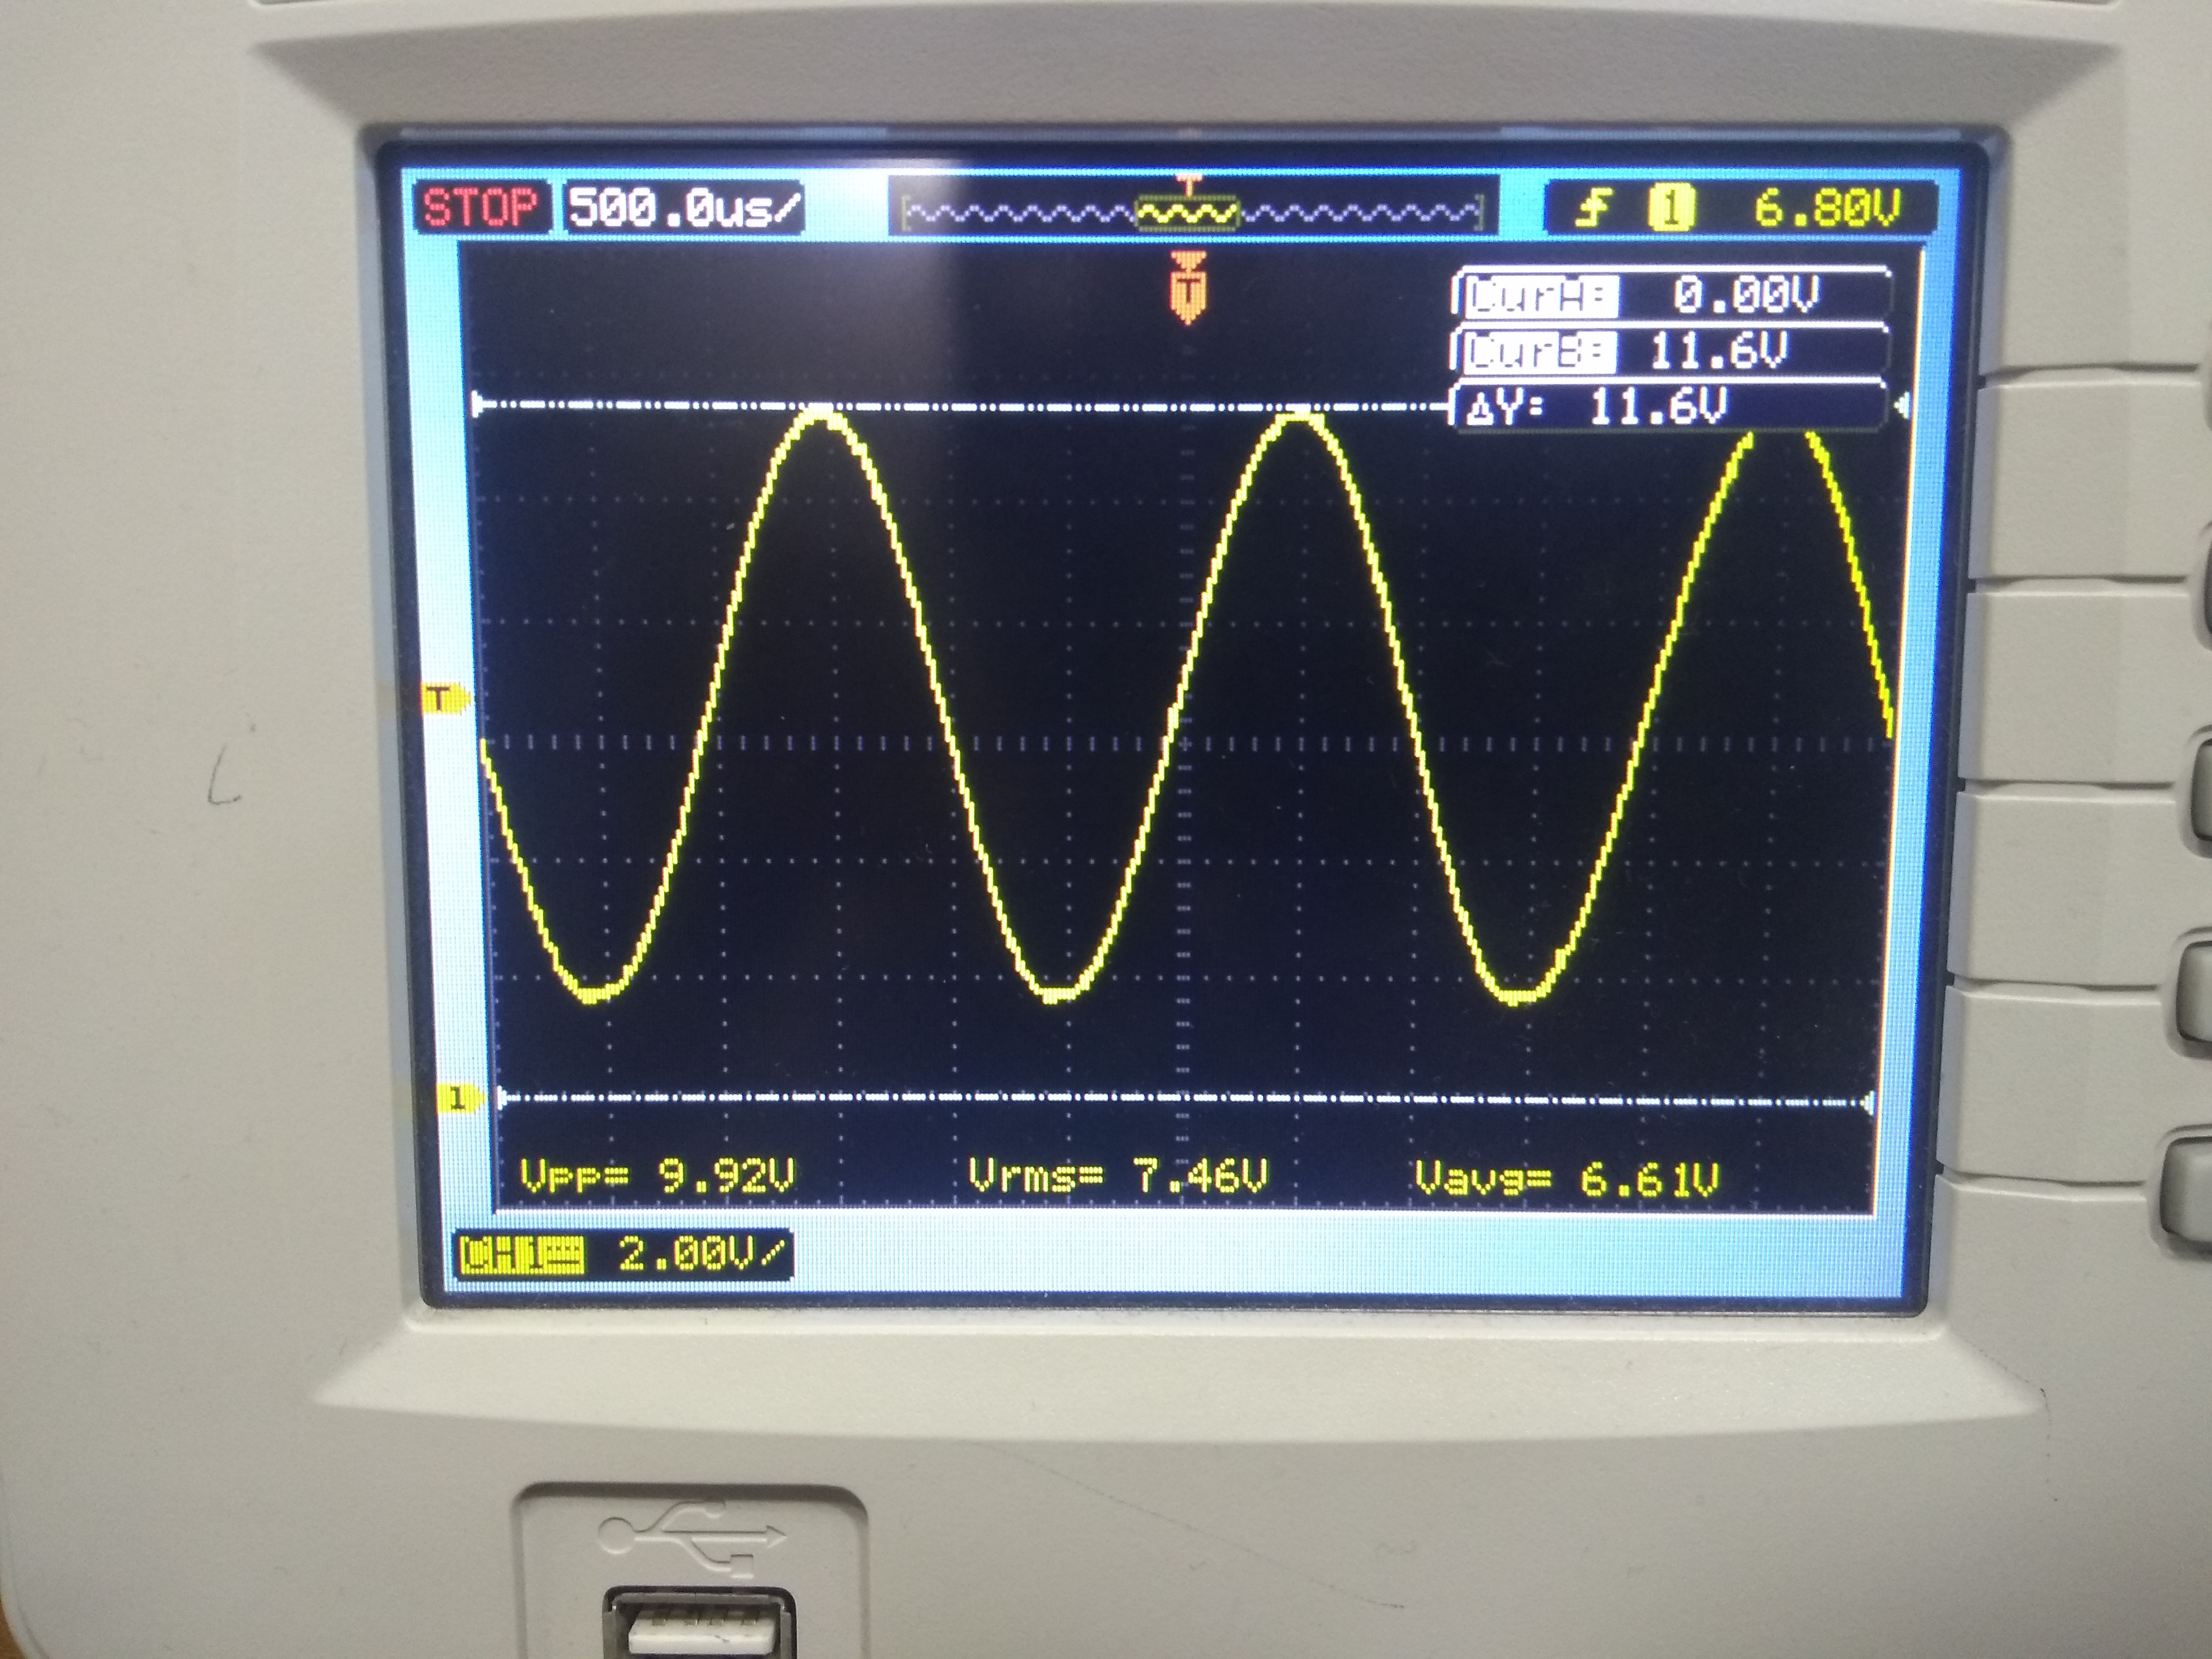 STOP 500.0us/ T 1 6.80V
T
CurA: 0.00V
CurB: 11.6V
ΔY: 11.6V
T
1
Vpp= 9.92V Vrms= 7.46V Vavg= 6.61V
CH1 2.00V/